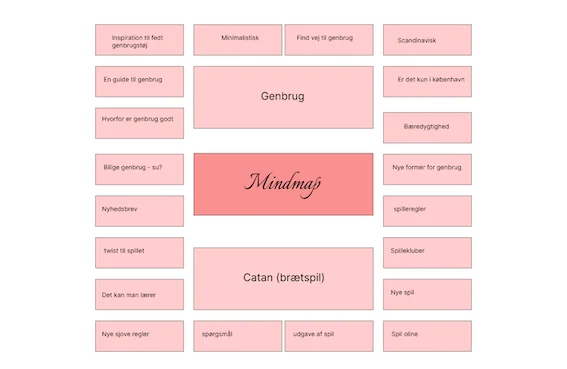 Inspiration til fedt
genbrugstøj
Minimalistisk
Find vej til genbrug
Scandinavisk
En guide til genbrug
Genbrug
Er det kun i københavn
Hvorfor er genbrug godt
Bæredygtighed
Billige genbrug - su?
Mindmap
Nye former for genbrug
Nyhedsbrev
spilleregler
twist til spillet
Catan (brætspil)
Spillekluber
Det kan man lærer
Nye spil
Nye sjove regler
spørgsmål
udgave af spil
Spil oline